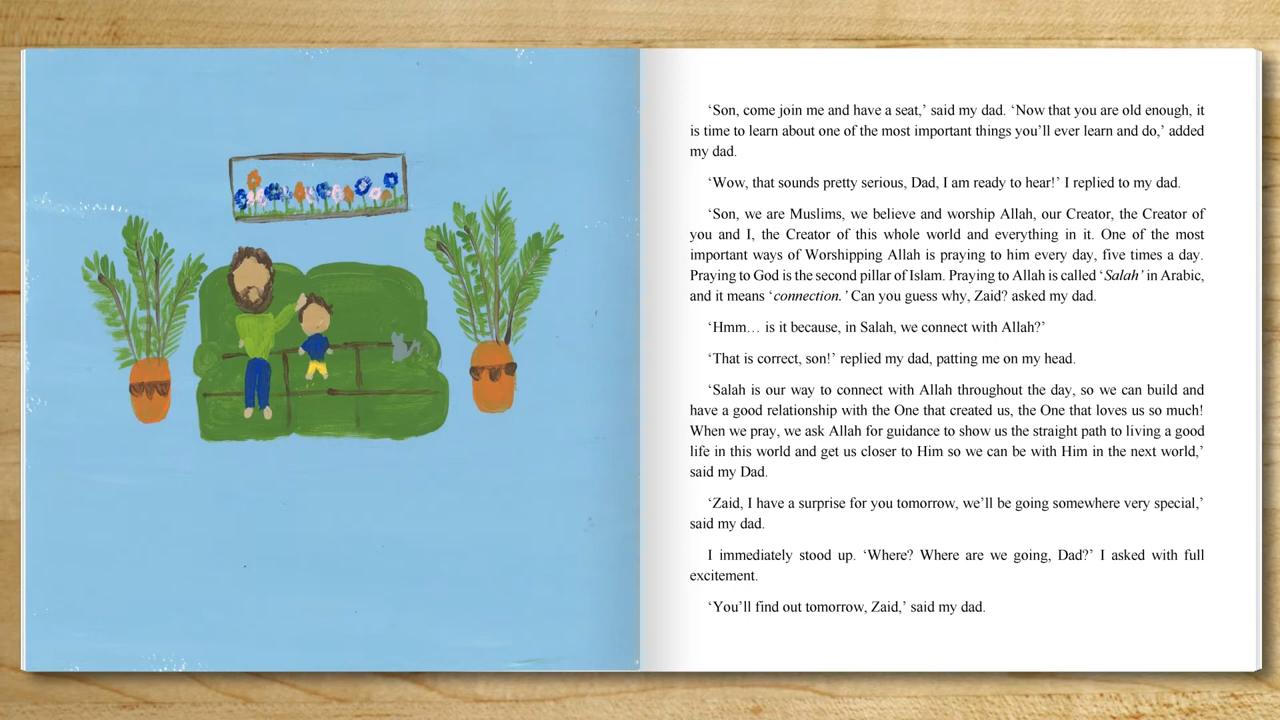 ‘Son, come join me and have a seat,’ said my dad. ‘Now that you are old enough, it
is time to learn about one of the most important things you’ll ever learn and do,’ added
my dad.
‘Wow, that sounds pretty serious, Dad, I am ready to hear!’ I replied to my dad.
‘Son, we are Muslims, we believe and worship Allah, our Creator, the Creator of
you and I, the Creator of this whole world and everything in it. One of the most
important ways of Worshipping Allah is praying to him every day, five times a day.
Praying to God is the second pillar of Islam. Praying to Allah is called ‘Salah’ in Arabic,
and it means ‘connection.’ Can you guess why, Zaid? asked my dad.
‘Hmm… is it because, in Salah, we connect with Allah?’
‘That is correct, son!’ replied my dad, patting me on my head.
‘Salah is our way to connect with Allah throughout the day, so we can build and
have a good relationship with the One that created us, the One that loves us so much!
When we pray, we ask Allah for guidance to show us the straight path to living a good
life in this world and get us closer to Him so we can be with Him in the next world,’
said my Dad.
‘Zaid, I have a surprise for you tomorrow, we’ll be going somewhere very special,’
said my dad.
I immediately stood up. ‘Where? Where are we going, Dad?’ I asked with full
excitement.
‘You’ll find out tomorrow, Zaid,’ said my dad.